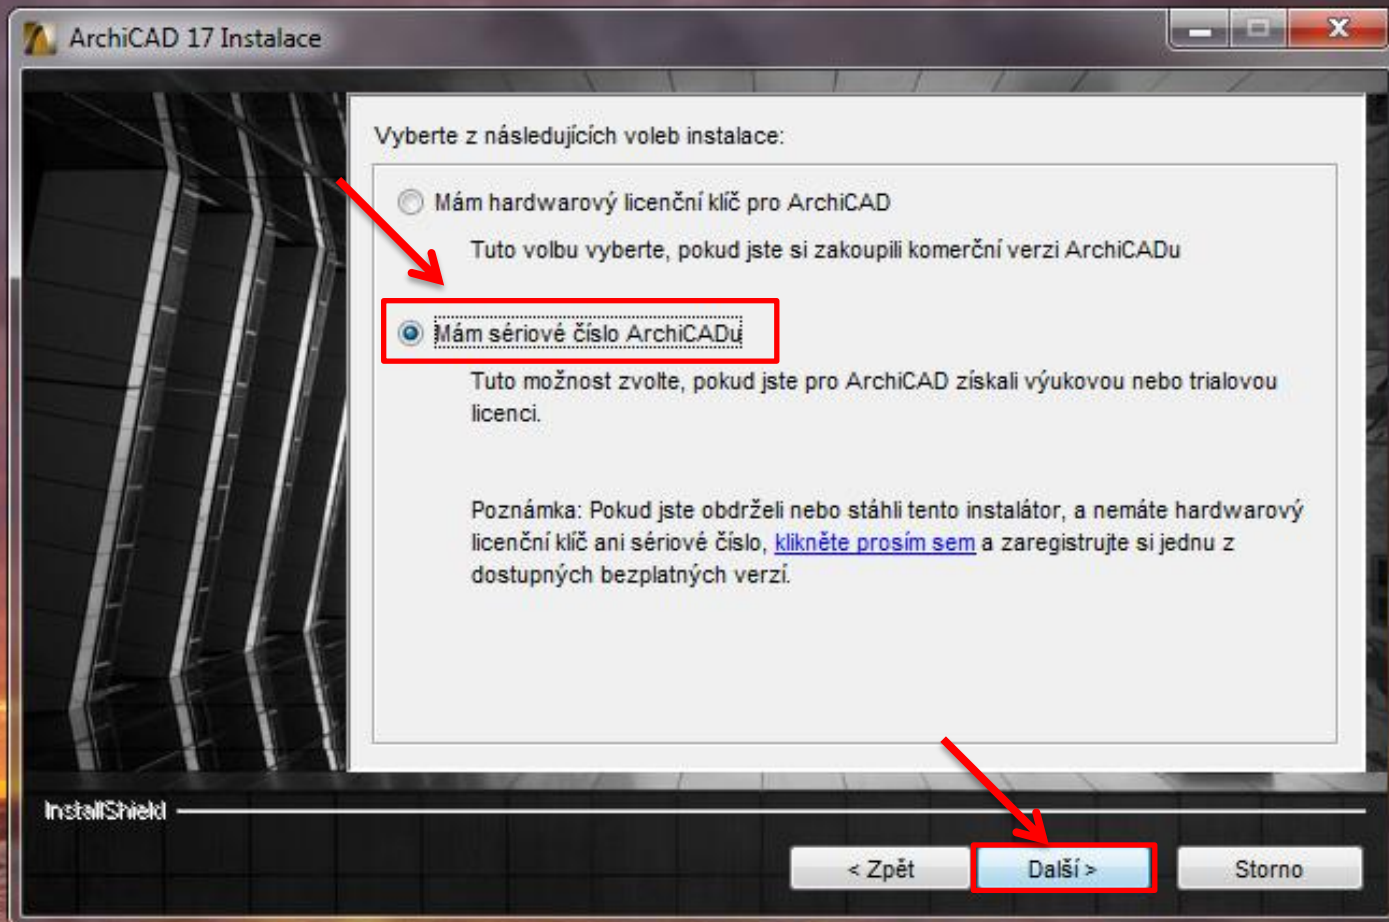 ArchiCAD 17 Instalace
Vyberte z následujících voleb instalace:
Mám hardwarový licenční klíč pro ArchiCAD
Tuto volbu vyberte, pokud jste si zakoupili komerční verzi ArchiCADu
Mám sériové číslo ArchiCADu
Tuto možnost zvolte, pokud jste pro ArchiCAD získali výukovou nebo trialovou
licenci.
Poznámka: Pokud jste obdrželi nebo stáhli tento instalátor, a nemáte hardwarový
licenční klíč ani sériové číslo, klikněte prosím sem a zaregistrujte si jednu z
dostupných bezplatných verzí.
InstallShield
< Zpět
Další >
Storno